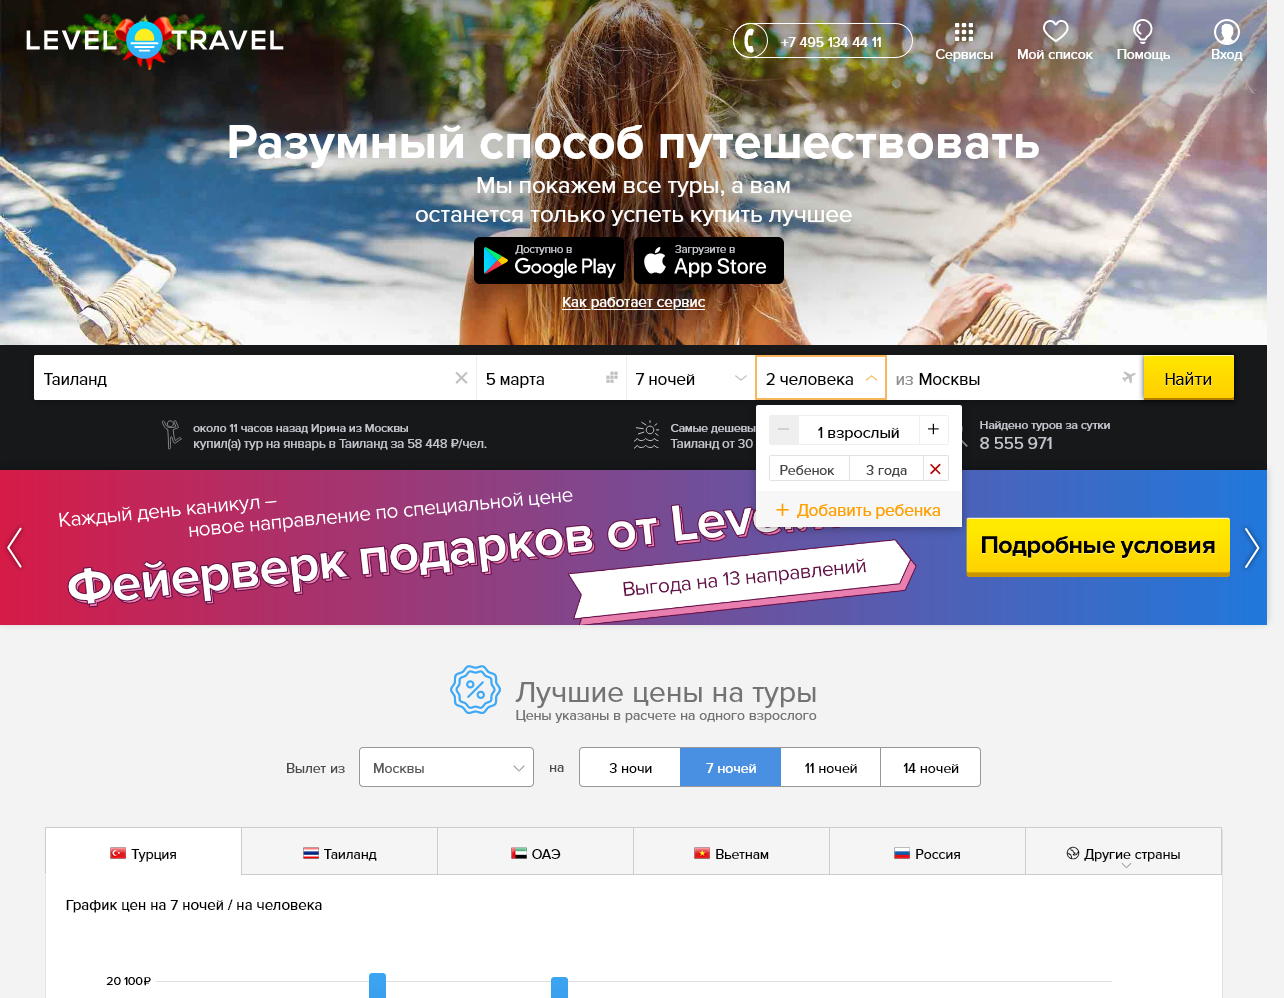 LEVEL TRAVEL
+7 495 134 44 11
Сервисы
Мой список
Помощь
Вход
Разумный способ путешествовать
Мы покажем все туры, а вам
останется только успеть купить лучшее
Доступно в
Google Play
Загрузите в
App Store
Как работает сервис
Таиланд
5 марта
7 ночей
2 человека
из Москвы
Найти
около 11 часов назад Ирина из Москвы
купил(а) тур на январь в Таиланд за 58 448 ₽/чел.
Самые дешевы
Таиланд от 30
Найдено туров за сутки
8 555 971
1 взрослый
Ребенок
3 года
Добавить ребенка
Каждый день каникул –
новое направление по специальной цене
Фейерверк подарков от Level
Выгода на 13 направлений
Подробные условия
Лучшие цены на туры
Цены указаны в расчете на одного взрослого
Вылет из
Москвы
на
3 ночи
7 ночей
11 ночей
14 ночей
Турция
Таиланд
ОАЭ
Вьетнам
Россия
Другие страны
График цен на 7 ночей / на человека
20 100₽